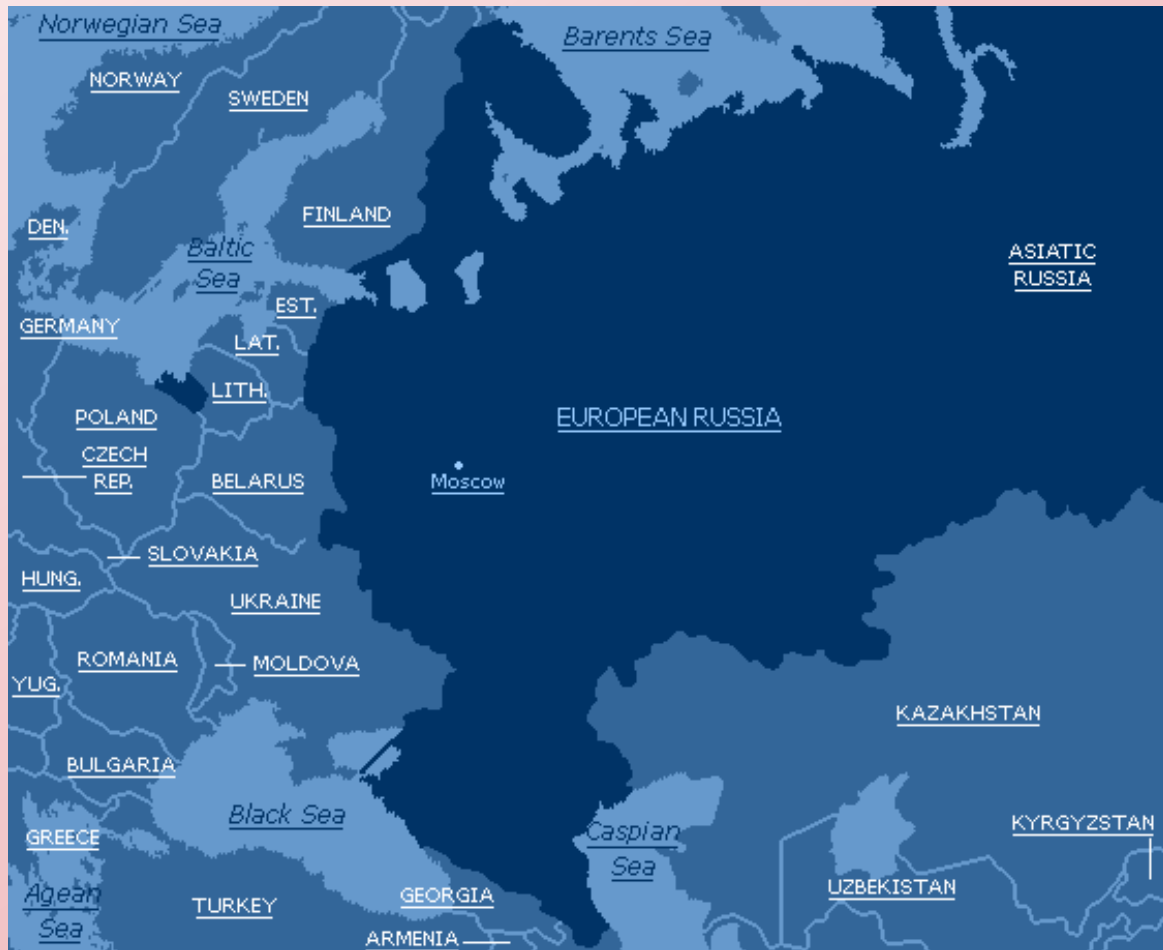 Norwegian Sea
Barents Sea
NORWAY
SWEDEN
FINLAND
DEN.
Baltic
Sea
ASIATIC
RUSSIA
EST.
GERMANY
LAT.
LITH.
POLAND
EUROPEAN RUSSIA
CZECH
REP.
BELARUS
Moscow
SLOVAKIA
HUNG.
UKRAINE
ROMANIA
MOLDOVA
YUG.
KAZAKHSTAN
BULGARIA
Black Sea
Caspian
Sea
GREECE
KYRGYZSTAN
Agean
Sea
TURKEY
GEORGIA
UZBEKISTAN
ARMENIA